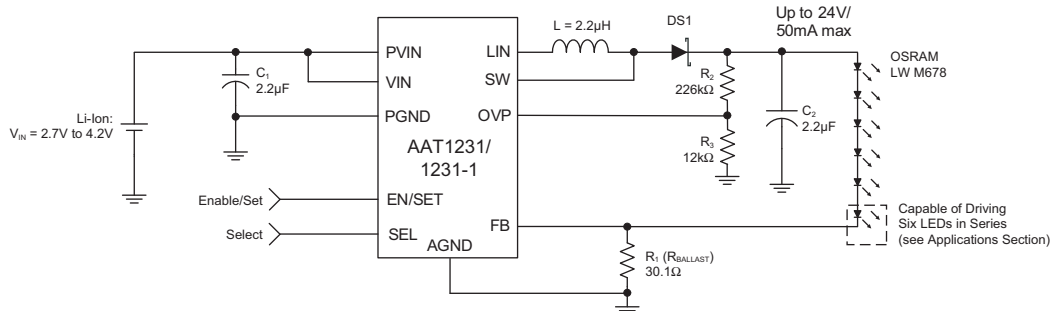 Up to 24V/
50mA max
L = 2.2µH
DS1
OSRAM
LW M678
PVIN
LIN
VIN
SW
C₁
2.2µF
R₂
226kΩ
PGND
OVP
C₂
2.2µF
Li-Ion:
V_IN = 2.7V to 4.2V
AAT1231/
1231-1
R₃
12kΩ
Enable/Set
EN/SET
FB
Select
SEL
AGND
Capable of Driving
Six LEDs in Series
(see Applications Section)
R₁ (R_BALLAST)
30.1Ω